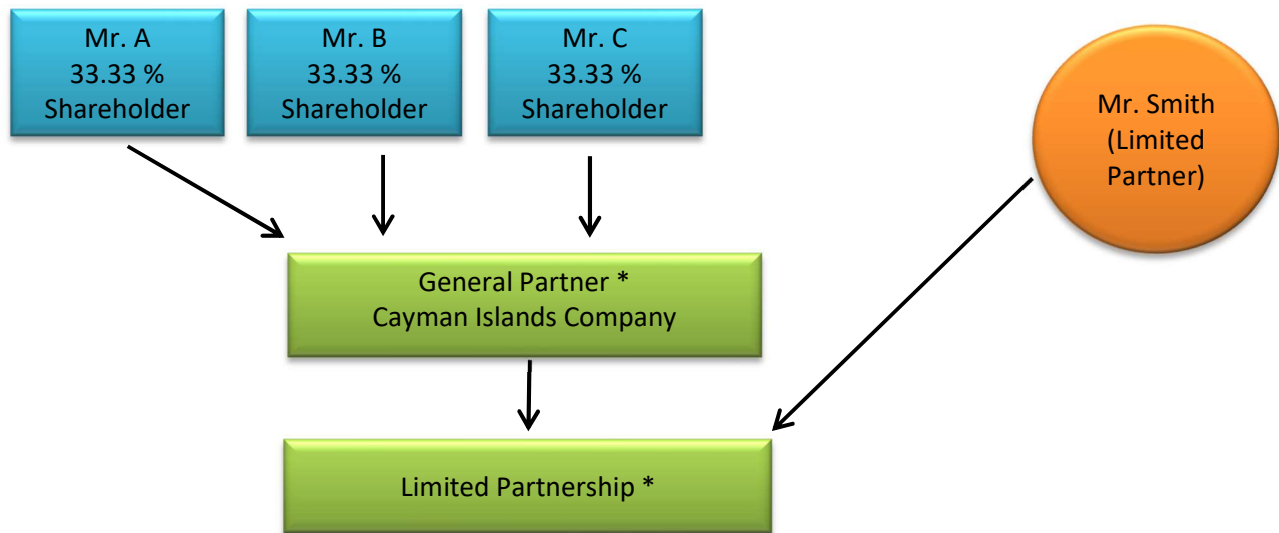 Mr. A
33.33 %
Shareholder
Mr. B
33.33 %
Shareholder
Mr. C
33.33 %
Shareholder
Mr. Smith
(Limited
Partner)
General Partner *
Cayman Islands Company
Limited Partnership *